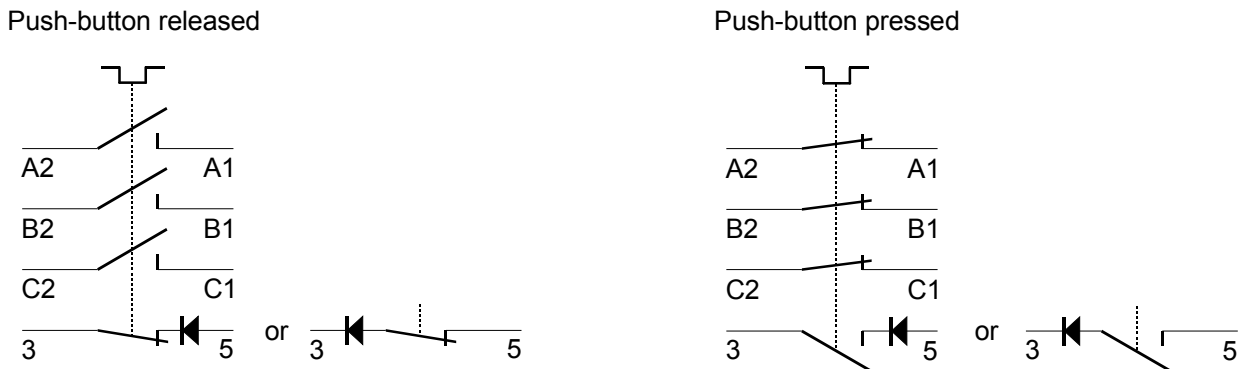 Push-button released
Push-button pressed
A2 A1
A2 A1
B2 B1
B2 B1
C2 C1
C2 C1
3 5 or 3 5
3 5 or 3 5